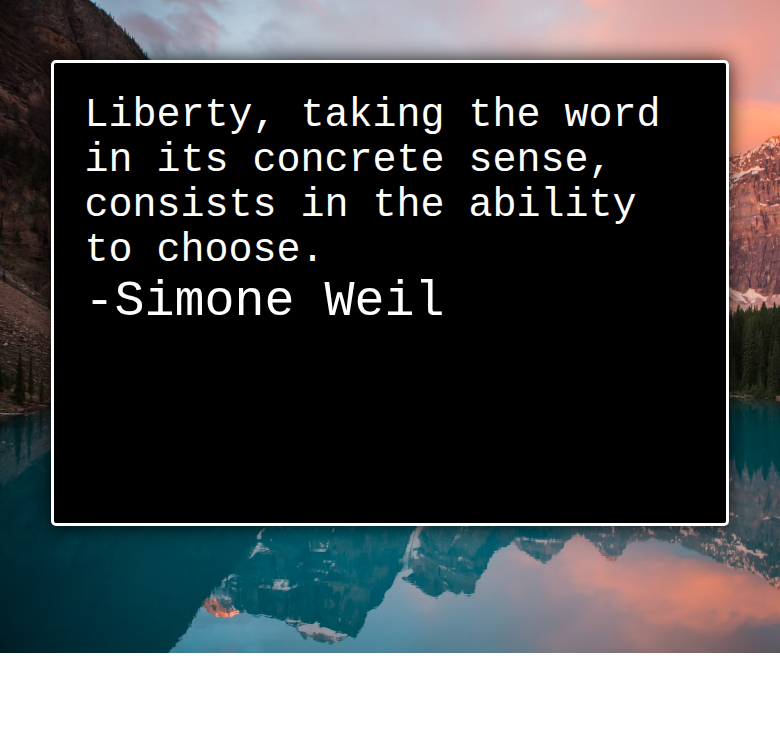 Liberty, taking the word
in its concrete sense,
consists in the ability
to choose.
-Simone Weil